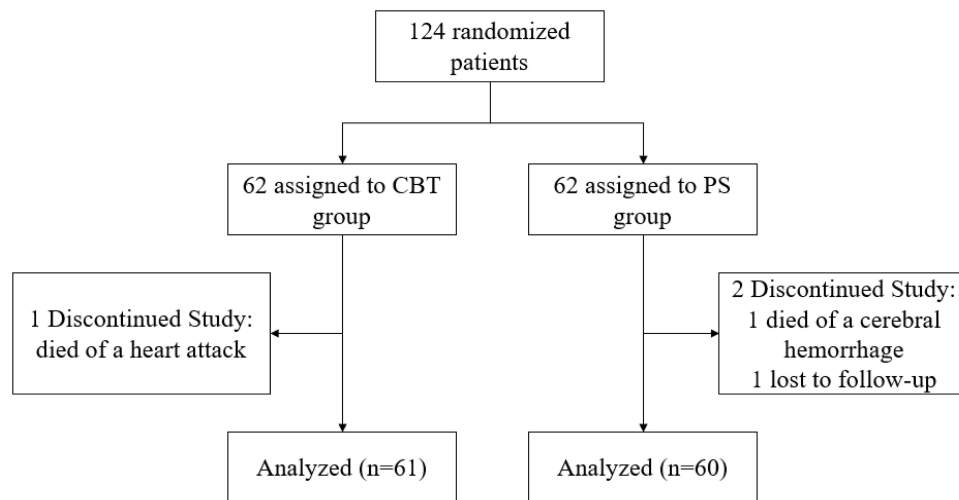 124 randomized
patients
62 assigned to CBT
group
62 assigned to PS
group
1 Discontinued Study:
died of a heart attack
2 Discontinued Study:
1 died of a cerebral
hemorrhage
1 lost to follow-up
Analyzed (n=61)
Analyzed (n=60)